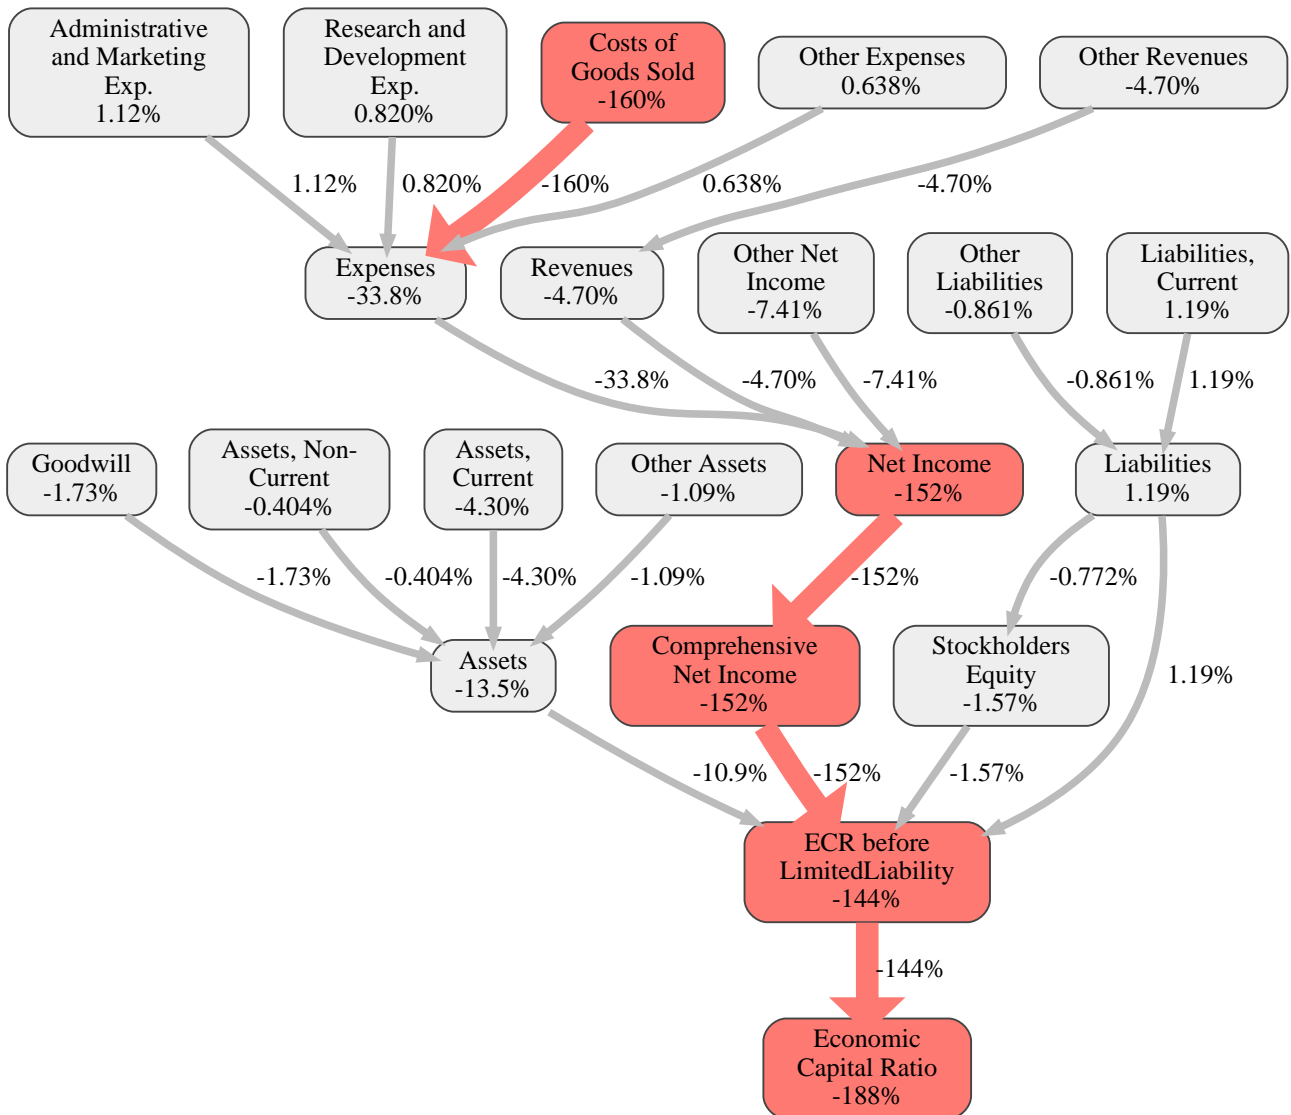 Administrative
and Marketing
Exp.
1.12%
Research and
Development
Exp.
0.820%
Costs of
Goods Sold
-160%
Other Expenses
0.638%
Other Revenues
-4.70%
1.12%
0.820%
-160%
0.638%
-4.70%
Expenses
-33.8%
Revenues
-4.70%
Other Net
Income
-7.41%
Other
Liabilities
-0.861%
Liabilities,
Current
1.19%
-33.8%
-4.70%
-7.41%
-0.861%
1.19%
Goodwill
-1.73%
Assets, Non-
Current
-0.404%
Assets,
Current
-4.30%
Other Assets
-1.09%
Net Income
-152%
Liabilities
1.19%
-1.73%
-0.404%
-4.30%
-1.09%
-152%
-0.772%
1.19%
Assets
-13.5%
Comprehensive
Net Income
-152%
Stockholders
Equity
-1.57%
-10.9%
-152%
-1.57%
ECR before
LimitedLiability
-144%
-144%
Economic
Capital Ratio
-188%